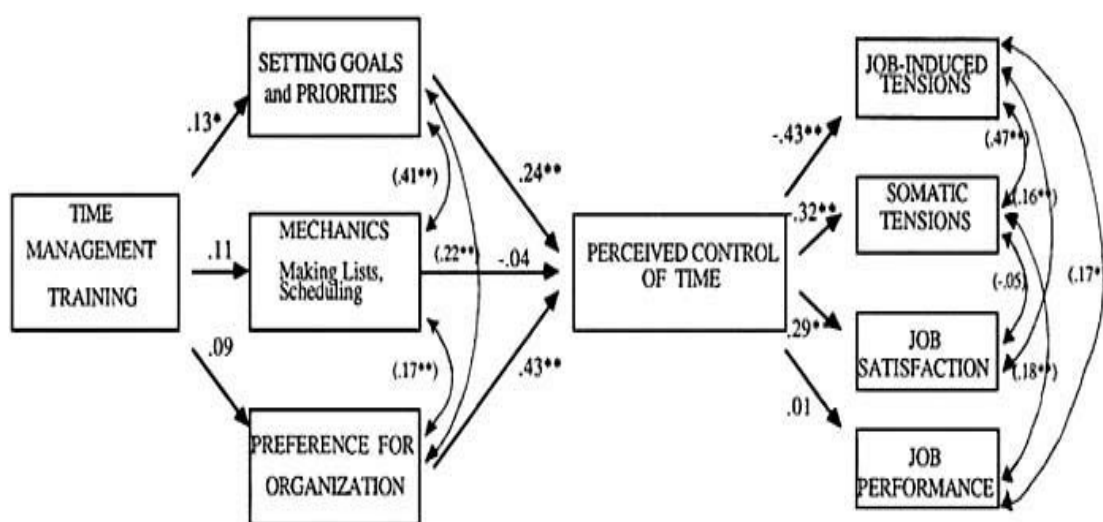 SETTING GOALS
and PRIORITIES
.13*
TIME
MANAGEMENT
TRAINING
.11
.09
MECHANICS
Making Lists,
Scheduling
PREFERENCE FOR
ORGANIZATION
(.41**)
(.22**)
(.17**)
.24**
-.04
.43**
PERCEIVED CONTROL
OF TIME
-.43**
.32**
.29**
.01
JOB-INDUCED
TENSIONS
SOMATIC
TENSIONS
JOB
SATISFACTION
JOB
PERFORMANCE
(.47**)
(.16**)
(-.05)
(.18**)
(.17*